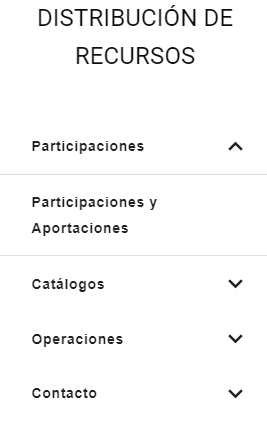 DISTRIBUCIÓN DE
RECURSOS
Participaciones
Participaciones y
Aportaciones
Catálogos
Operaciones
Contacto